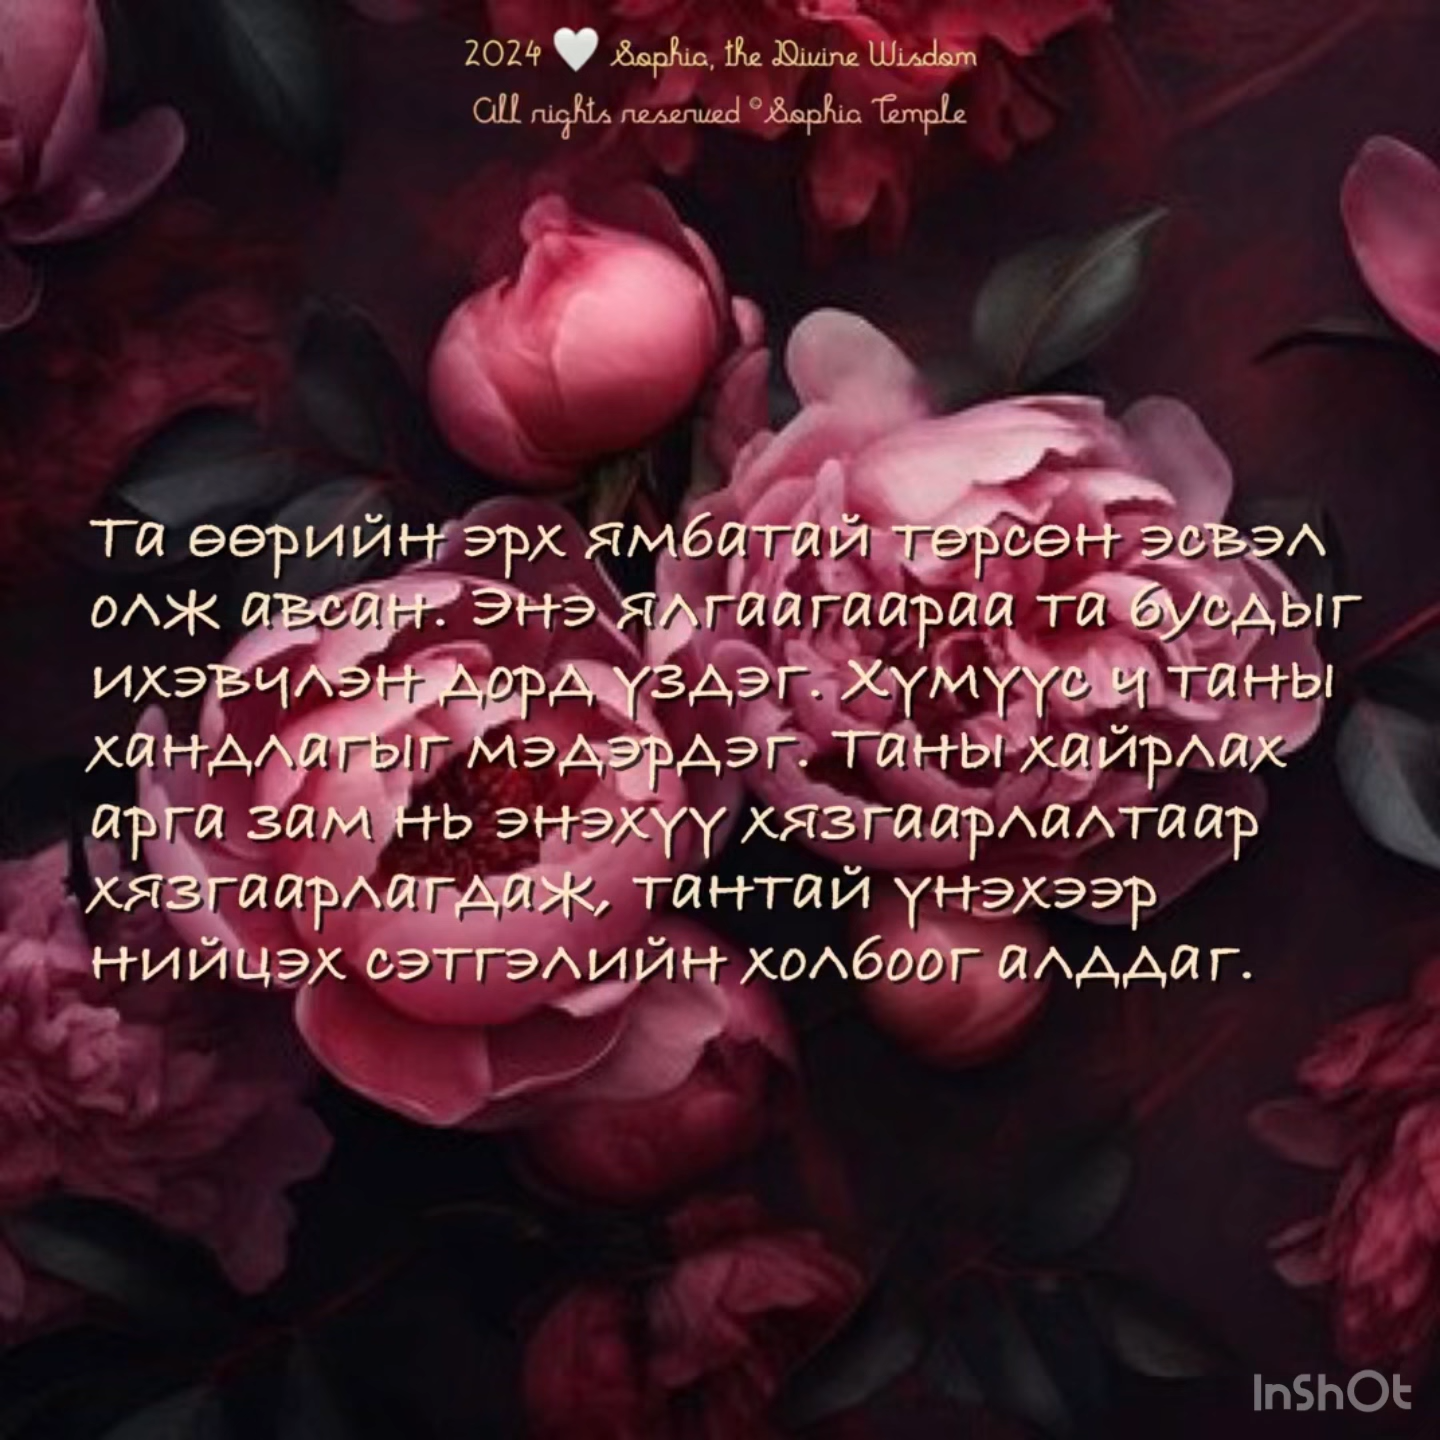 2024 🤍 Sophia, the Divine Wisdom
All rights reserved ©Sophia Temple
Та өөрийн эрх ямбатай төрсөн эсвэл
олж авсан. Энэ ялгаагаараа та бусдыг
ихэвчлэн дорд үздэг. Хүмүүс ч таны
хандлагыг мэдэрдэг. Таны хайрлах
арга зам нь энэхүү хязгаарлалтаар
хязгаарлагдаж, тантай үнэхээр
нийцэх сэтгэлийн холбоог алддаг.
InShOt